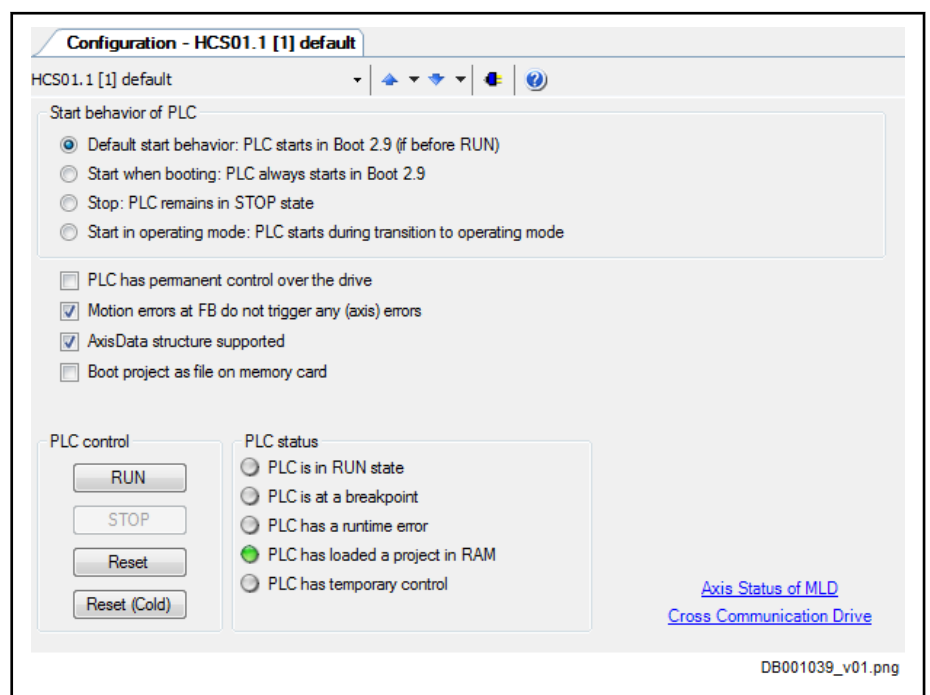 Configuration - HCS01.1 [1] default
HCS01.1 [1] default
Start behavior of PLC
Default start behavior: PLC starts in Boot 2.9 (if before RUN)
Start when booting: PLC always starts in Boot 2.9
Stop: PLC remains in STOP state
Start in operating mode: PLC starts during transition to operating mode
PLC has permanent control over the drive
Motion errors at FB do not trigger any (axis) errors
AxisData structure supported
Boot project as file on memory card
PLC control
RUN
STOP
Reset
Reset (Cold)
PLC status
PLC is in RUN state
PLC is at a breakpoint
PLC has a runtime error
PLC has loaded a project in RAM
PLC has temporary control
Axis Status of MLD
Cross Communication Drive
DB001039_v01.png